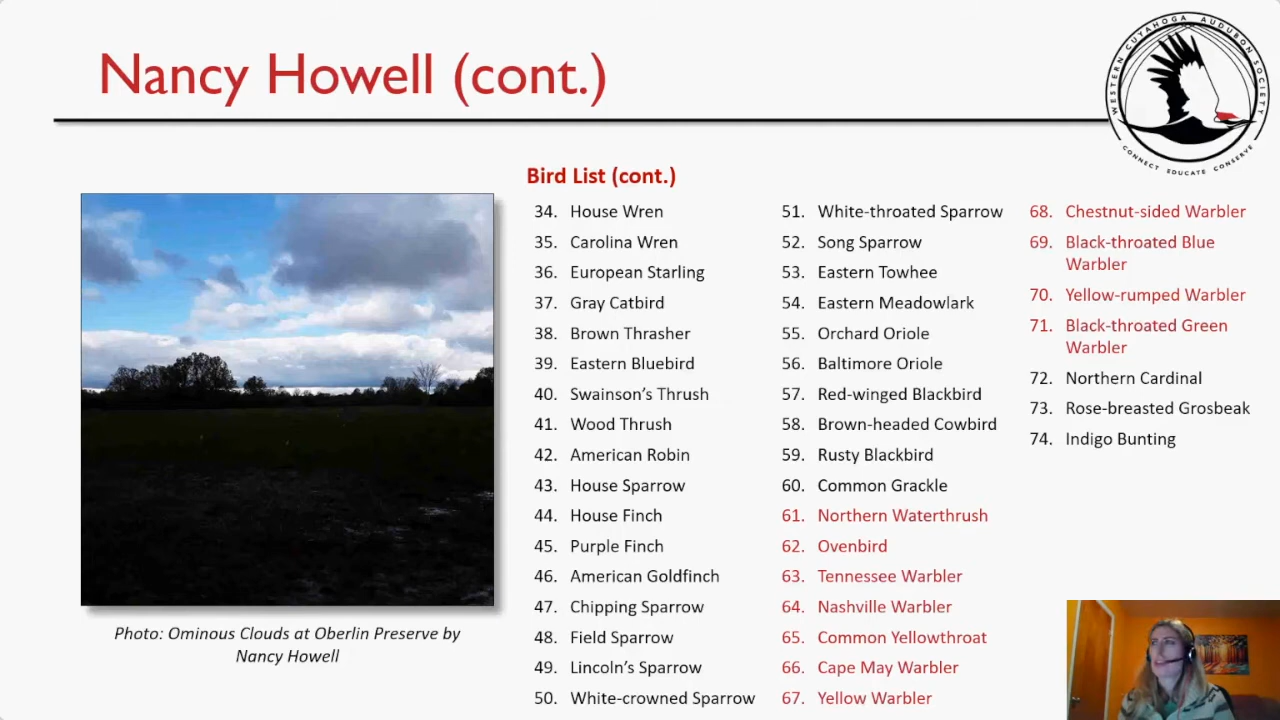 Nancy Howell (cont.)
WESTERN CUYAHOGA AUDUBON SOCIETY
CONNECT EDUCATE CONSERVE
Bird List (cont.)
34. House Wren
35. Carolina Wren
36. European Starling
37. Gray Catbird
38. Brown Thrasher
39. Eastern Bluebird
40. Swainson's Thrush
41. Wood Thrush
42. American Robin
43. House Sparrow
44. House Finch
45. Purple Finch
46. American Goldfinch
47. Chipping Sparrow
48. Field Sparrow
49. Lincoln's Sparrow
50. White-crowned Sparrow
51. White-throated Sparrow
52. Song Sparrow
53. Eastern Towhee
54. Eastern Meadowlark
55. Orchard Oriole
56. Baltimore Oriole
57. Red-winged Blackbird
58. Brown-headed Cowbird
59. Rusty Blackbird
60. Common Grackle
61. Northern Waterthrush
62. Ovenbird
63. Tennessee Warbler
64. Nashville Warbler
65. Common Yellowthroat
66. Cape May Warbler
67. Yellow Warbler
68. Chestnut-sided Warbler
69. Black-throated Blue
Warbler
70. Yellow-rumped Warbler
71. Black-throated Green
Warbler
72. Northern Cardinal
73. Rose-breasted Grosbeak
74. Indigo Bunting
Photo: Ominous Clouds at Oberlin Preserve by
Nancy Howell